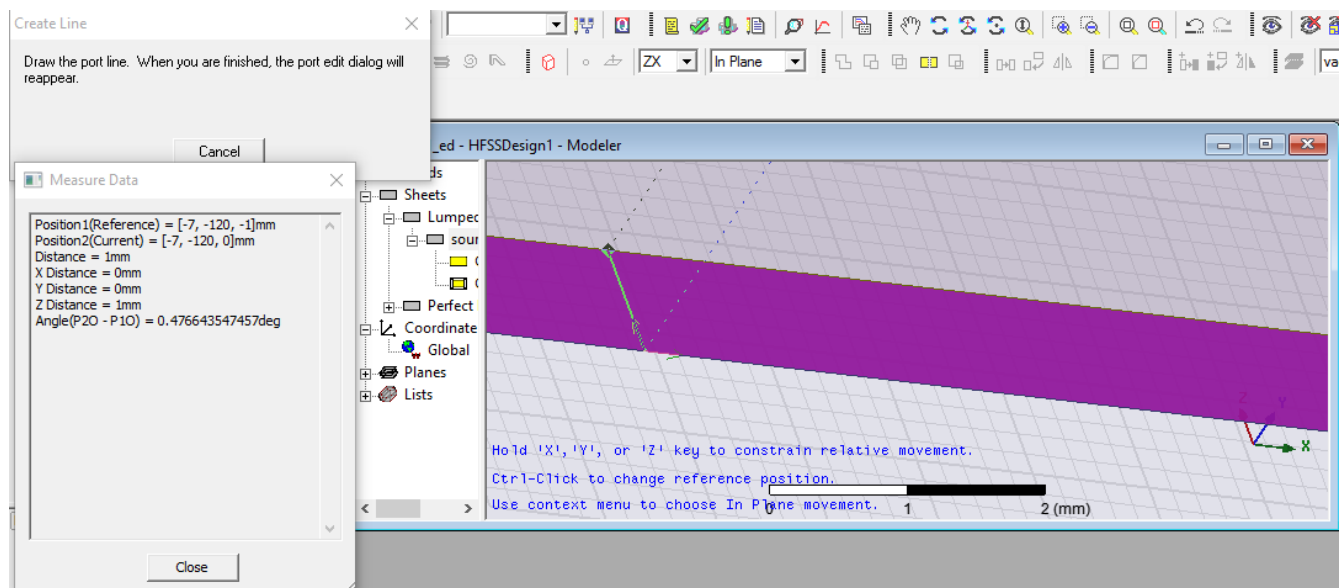 Create Line
Draw the port line. When you are finished, the port edit dialog will
reappear.
Cancel
ZX
In Plane
va
Measure Data
Position1(Reference) = [-7, -120, -1]mm
Position2(Current) = [-7, -120, 0]mm
Distance = 1mm
X Distance = 0mm
Y Distance = 0mm
Z Distance = 1mm
Angle(P2O - P1O) = 0.476643547457deg
Close
_ed - HFSSDesign1 - Modeler
ds
Sheets
Lumped
sour
Perfect
Coordinate
Global
Planes
Lists
Z
Y
X
Hold 'X','Y', or 'Z' key to constrain relative movement.
Ctrl-Click to change reference position.
Use context menu to choose In Plane movement.
0 1 2 (mm)